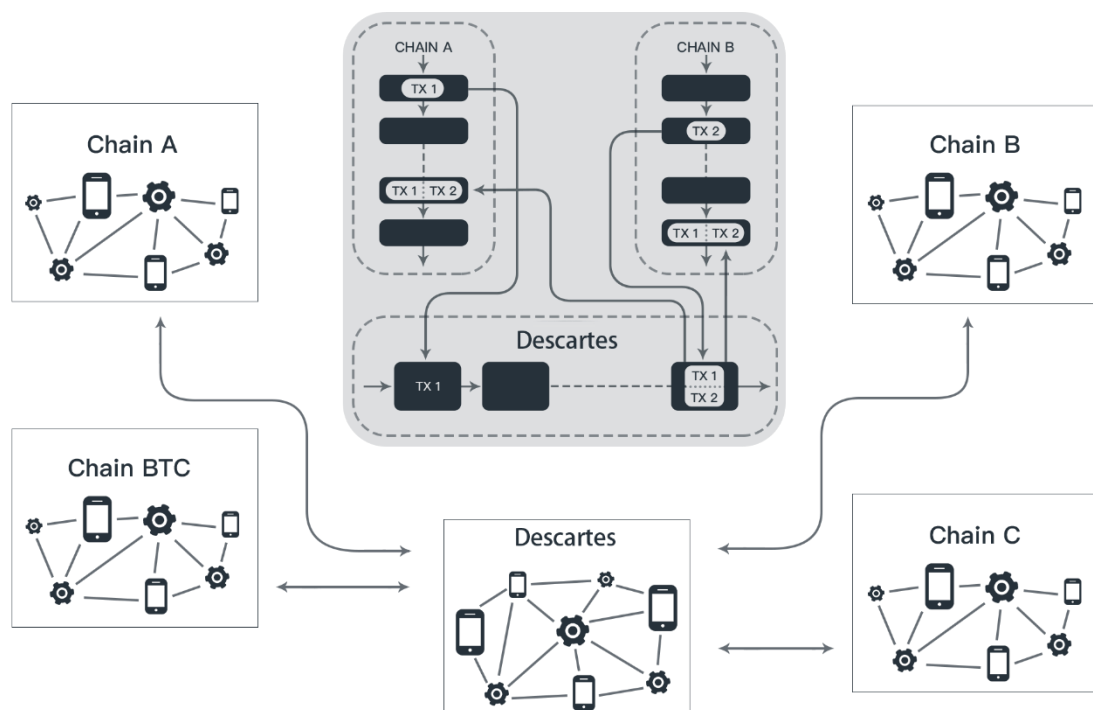 CHAIN A
CHAIN B
TX 1
TX 2
TX 1 TX 2
TX 1 TX 2
Descartes
TX 1
TX 1
TX 2
Chain A
Chain B
Chain BTC
Descartes
Chain C